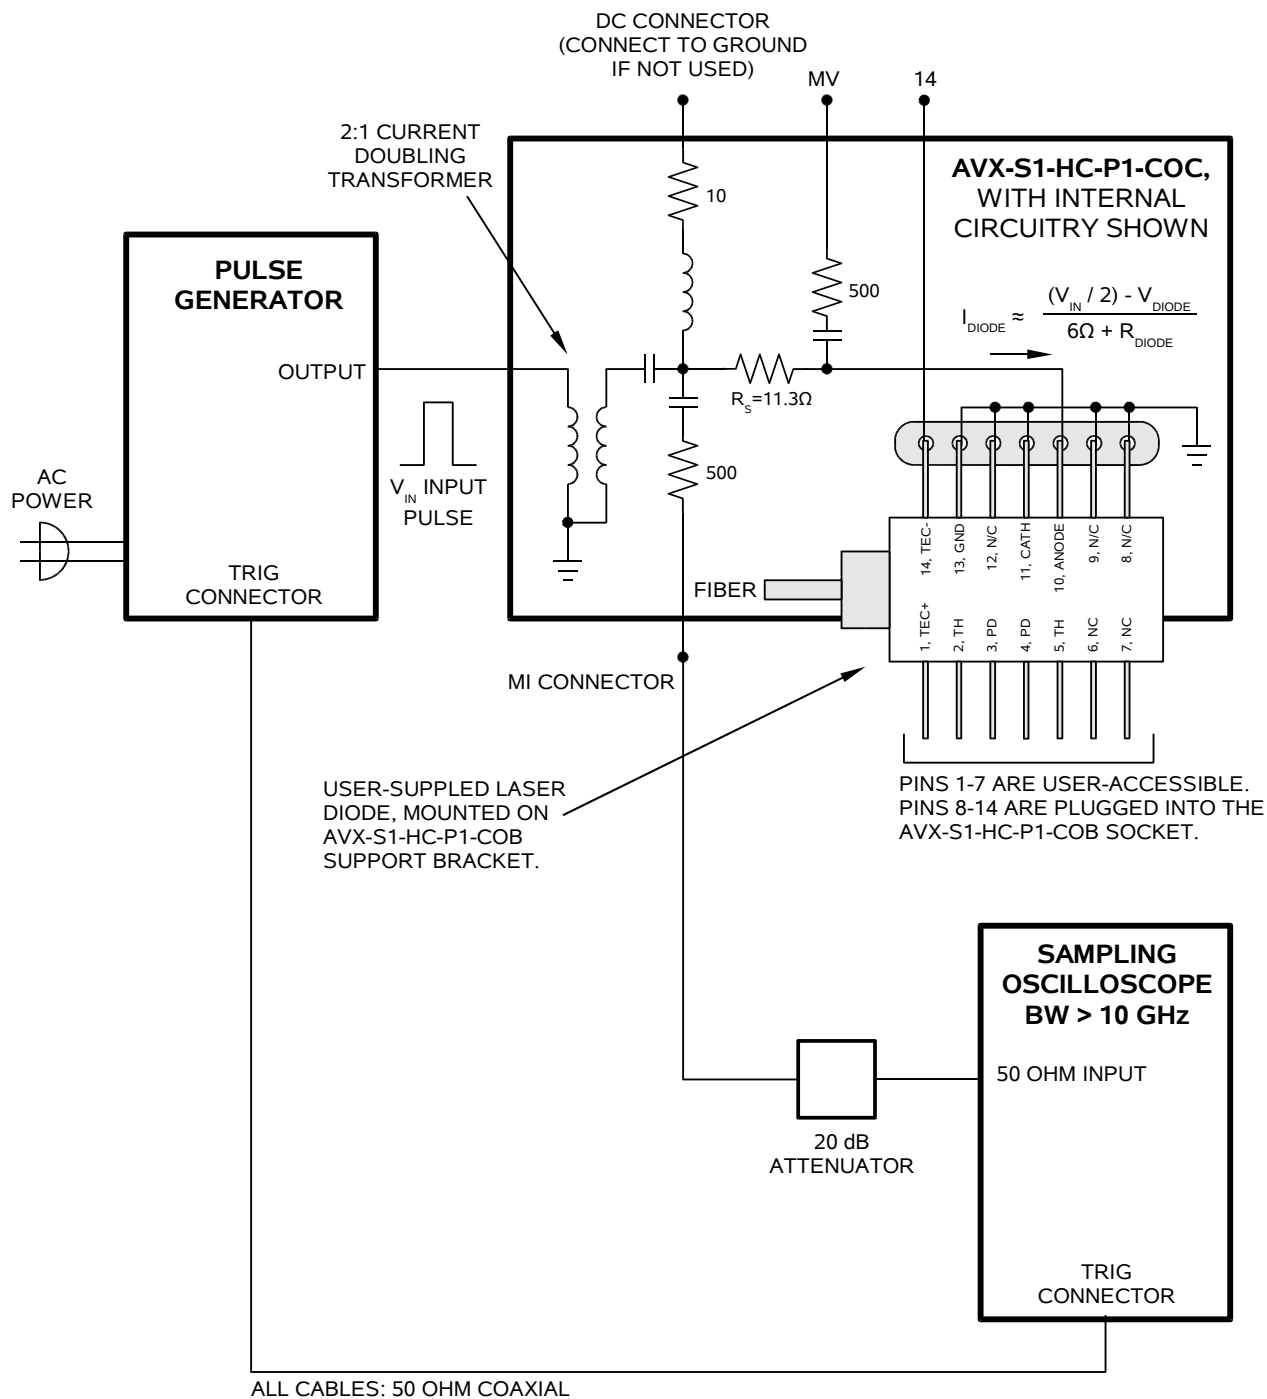 DC CONNECTOR
(CONNECT TO GROUND
IF NOT USED)
MV
14
2:1 CURRENT
DOUBLING
TRANSFORMER
10
AVX-S1-HC-P1-COC,
WITH INTERNAL
CIRCUITRY SHOWN
PULSE
GENERATOR
500
I DIODE ≈ (V IN / 2) - V DIODE
6Ω + R DIODE
OUTPUT
R S =11.3Ω
AC
POWER
V IN INPUT
PULSE
500
14, TEC-
13, GND
12, N/C
11, CATH
10, ANODE
9, N/C
8, N/C
TRIG
CONNECTOR
FIBER
1, TEC+
2, TH
3, PD
4, PD
5, TH
6, NC
7, NC
MI CONNECTOR
USER-SUPPLED LASER
DIODE, MOUNTED ON
AVX-S1-HC-P1-COB
SUPPORT BRACKET.
PINS 1-7 ARE USER-ACCESSIBLE.
PINS 8-14 ARE PLUGGED INTO THE
AVX-S1-HC-P1-COB SOCKET.
SAMPLING
OSCILLOSCOPE
BW > 10 GHz
50 OHM INPUT
20 dB
ATTENUATOR
TRIG
CONNECTOR
ALL CABLES: 50 OHM COAXIAL